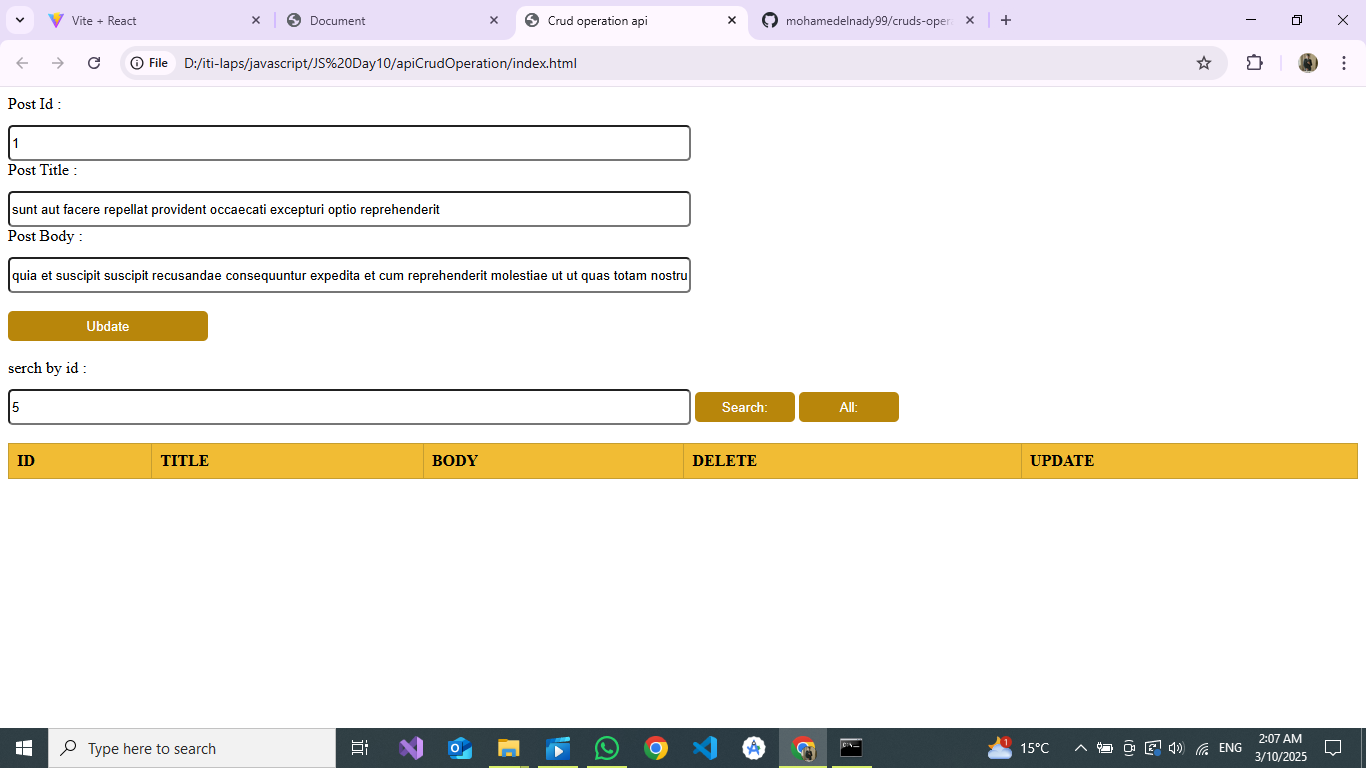 Vite + React
Document
Crud operation api
mohamedelnady99/cruds-oper
File
D:/iti-laps/javascript/JS%20Day10/apiCrudOperation/index.html
Post Id :
1
Post Title :
sunt aut facere repellat provident occaecati excepturi optio reprehenderit
Post Body :
quia et suscipit suscipit recusandae consequuntur expedita et cum reprehenderit molestiae ut ut quas totam nostru
Ubdate
serch by id :
5 Search: All:
ID TITLE BODY DELETE UPDATE
Type here to search
1
15°C
ENG
2:07 AM
3/10/2025